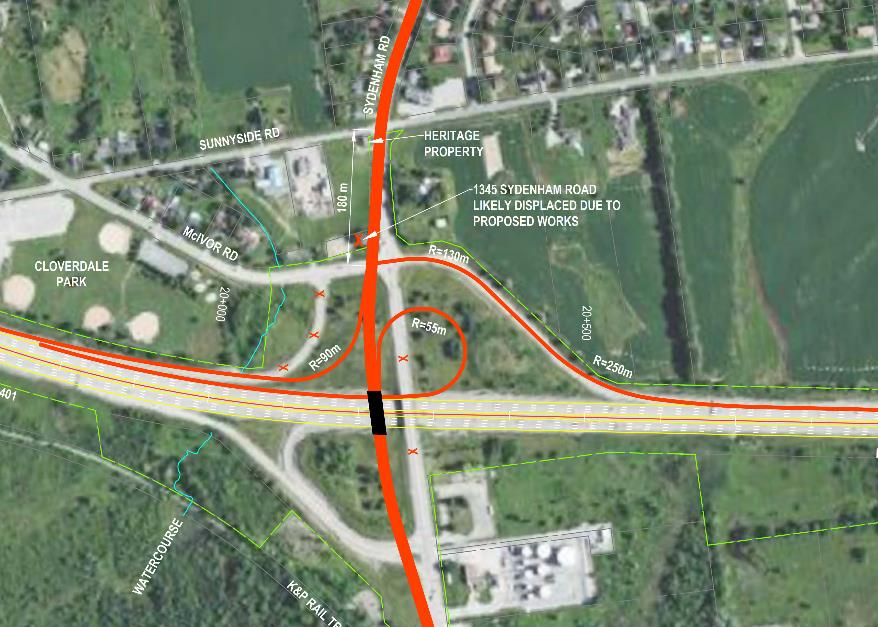 SYDENHAM RD
SUNNYSIDE RD
HERITAGE
PROPERTY
180 m
1345 SYDENHAM ROAD
LIKELY DISPLACED DUE TO
PROPOSED WORKS
McIVOR RD
CLOVERDALE
PARK
20+000
R=130m
20+500
R=55m
R=90m
R=250m
401
WATERCOURSE
K&P RAIL